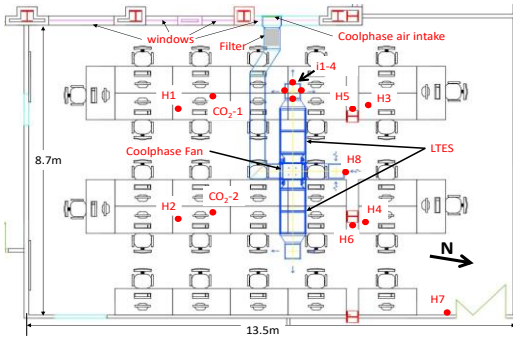 windows
Filter
Coolphase air intake
i1-4
H1
CO₂-1
H5
H3
8.7m
Coolphase Fan
LTES
H8
CO₂-2
H2
H4
H6
N
H7
13.5m